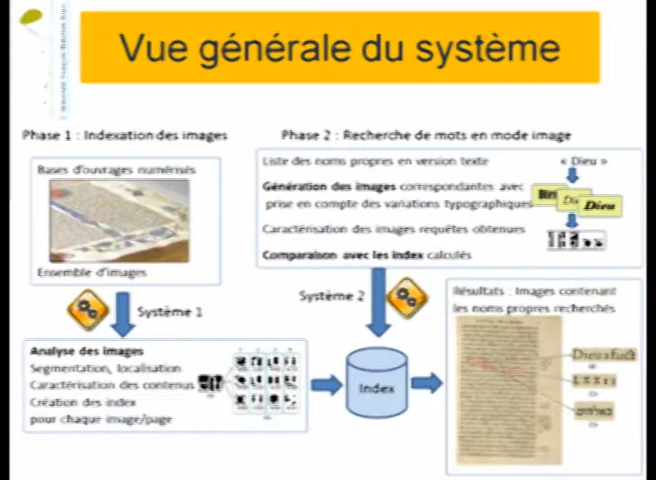 Vue générale du système
Phase 1 : Indexation des images
Bases d'ouvrages numérisés
Ensemble d'images
Système 1
Analyse des images
Segmentation, localisation
Caractérisation des contenus
Création des index
pour chaque image/page
Phase 2 : Recherche de mots en mode image
Liste des noms propres en version texte « Dieu »
Génération des images correspondantes avec
prise en compte des variations typographiques
Dieu
Caractérisation des images requêtes obtenues
Comparaison avec les index calculés
Système 2
Index
Résultats : Images contenant
les noms propres recherchés